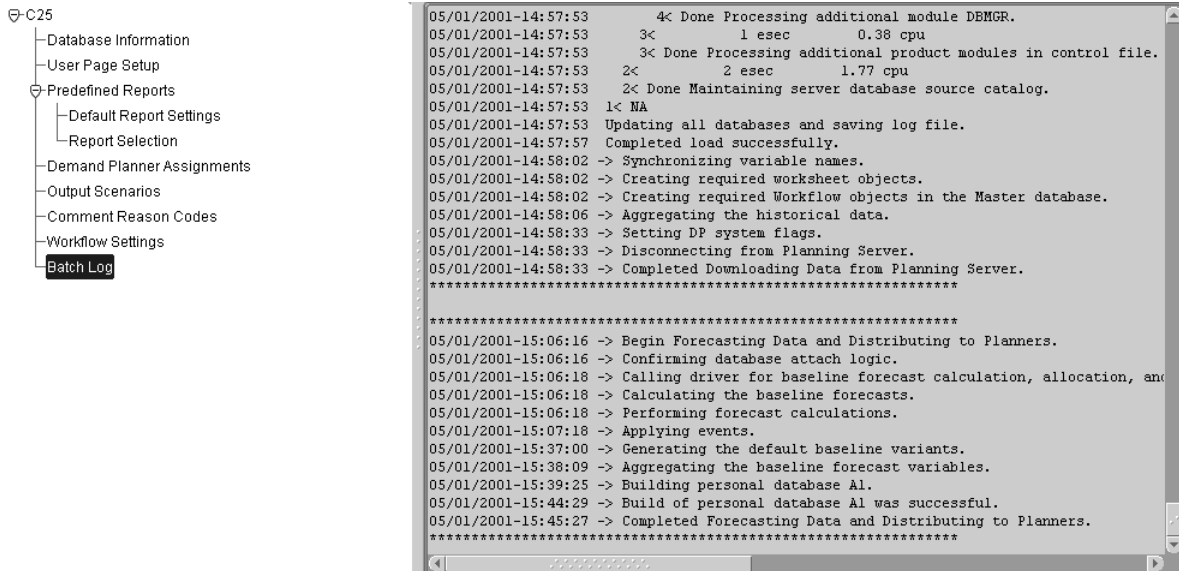 C25
Database Information
User Page Setup
Predefined Reports
Default Report Settings
Report Selection
Demand Planner Assignments
Output Scenarios
Comment Reason Codes
Workflow Settings
Batch Log
05/01/2001-14:57:53 4< Done Processing additional module DBMGR.
05/01/2001-14:57:53 3< 1 esec 0.38 cpu
05/01/2001-14:57:53 3< Done Processing additional product modules in control file.
05/01/2001-14:57:53 2< 2 esec 1.77 cpu
05/01/2001-14:57:53 2< Done Maintaining server database source catalog.
05/01/2001-14:57:53 1< NA
05/01/2001-14:57:53 Updating all databases and saving log file.
05/01/2001-14:57:57 Completed load successfully.
05/01/2001-14:58:02 -> Synchronizing variable names.
05/01/2001-14:58:02 -> Creating required worksheet objects.
05/01/2001-14:58:02 -> Creating required Workflow objects in the Master database.
05/01/2001-14:58:06 -> Aggregating the historical data.
05/01/2001-14:58:33 -> Setting DP system flags.
05/01/2001-14:58:33 -> Disconnecting from Planning Server.
05/01/2001-14:58:33 -> Completed Downloading Data from Planning Server.
***************************************************************
***************************************************************
05/01/2001-15:06:16 -> Begin Forecasting Data and Distributing to Planners.
05/01/2001-15:06:16 -> Confirming database attach logic.
05/01/2001-15:06:18 -> Calling driver for baseline forecast calculation, allocation, and
05/01/2001-15:06:18 -> Calculating the baseline forecasts.
05/01/2001-15:06:18 -> Performing forecast calculations.
05/01/2001-15:07:18 -> Applying events.
05/01/2001-15:37:00 -> Generating the default baseline variants.
05/01/2001-15:38:09 -> Aggregating the baseline forecast variables.
05/01/2001-15:39:25 -> Building personal database A1.
05/01/2001-15:44:29 -> Build of personal database A1 was successful.
05/01/2001-15:45:27 -> Completed Forecasting Data and Distributing to Planners.
***************************************************************